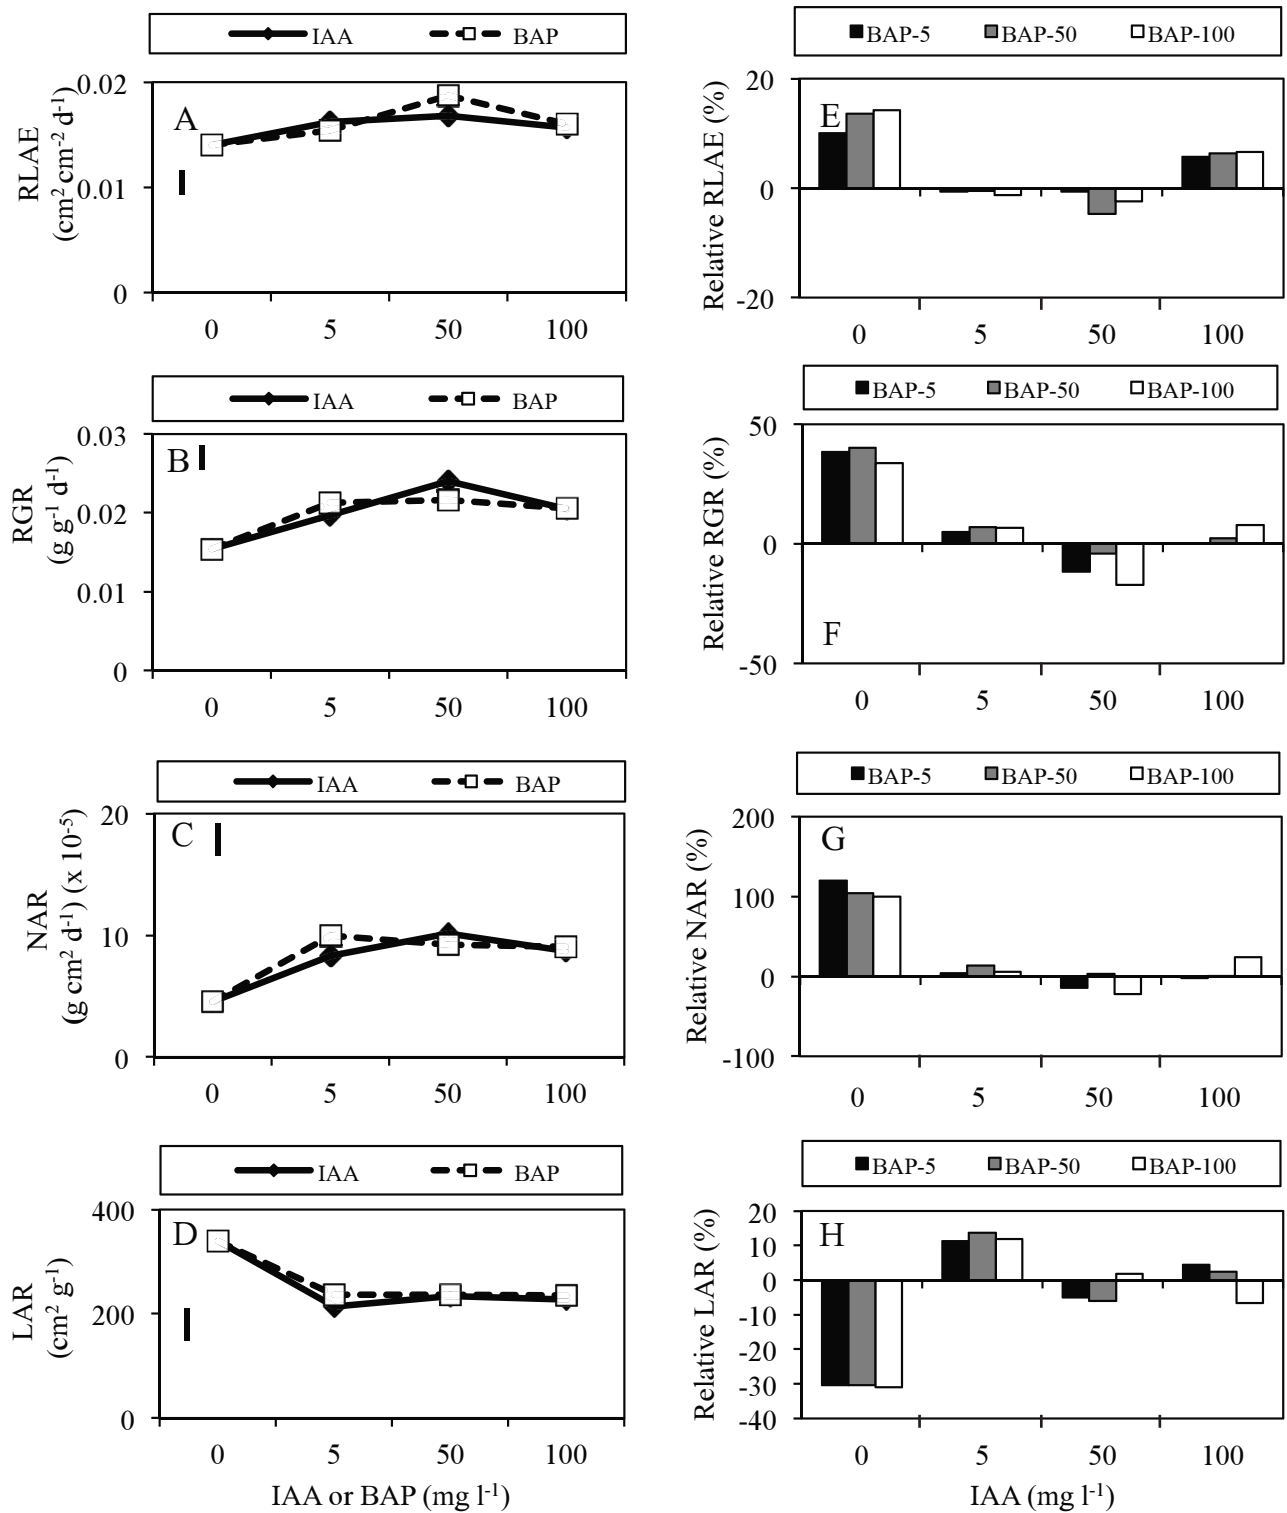 IAA BAP
0.02
A
0.01
0
0 5 50 100
RLAE
(cm² cm⁻² d⁻¹)
BAP-5 BAP-50 BAP-100
20
E
0
-20
0 5 50 100
Relative RLAE (%)
IAA BAP
0.03
B
0.02
0.01
0
0 5 50 100
RGR
(g g⁻¹ d⁻¹)
BAP-5 BAP-50 BAP-100
50
0
F
-50
0 5 50 100
Relative RGR (%)
IAA BAP
20
C
10
0
0 5 50 100
NAR
(g cm² d⁻¹) (x 10⁻⁵)
BAP-5 BAP-50 BAP-100
200
G
100
0
-100
0 5 50 100
Relative NAR (%)
IAA BAP
400
D
200
0
0 5 50 100
LAR
(cm² g⁻¹)
IAA or BAP (mg l⁻¹)
BAP-5 BAP-50 BAP-100
20
H
10
0
-10
-20
-30
-40
0 5 50 100
Relative LAR (%)
IAA (mg l⁻¹)